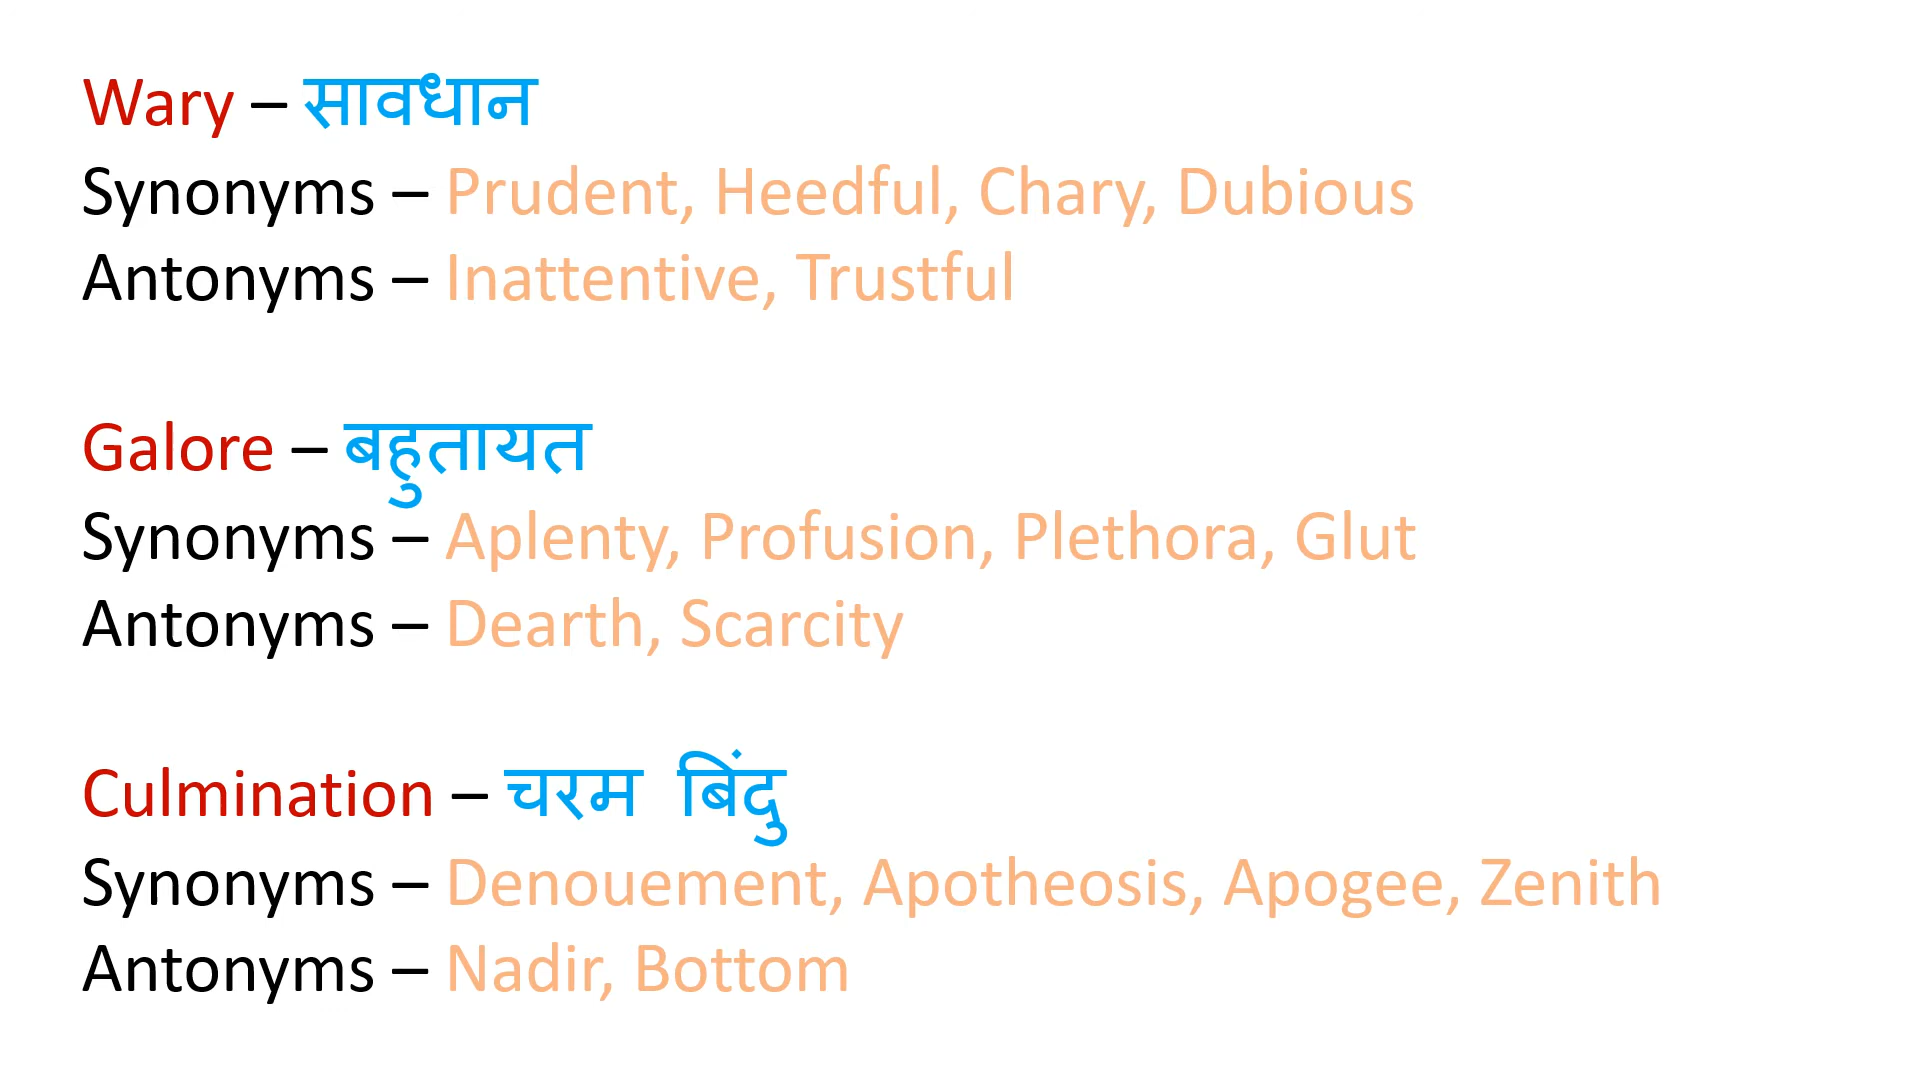 Wary – सावधान
Synonyms – Prudent, Heedful, Chary, Dubious
Antonyms – Inattentive, Trustful
Galore – बहुतायत
Synonyms – Aplenty, Profusion, Plethora, Glut
Antonyms – Dearth, Scarcity
Culmination – चरम बिंदु
Synonyms – Denouement, Apotheosis, Apogee, Zenith
Antonyms – Nadir, Bottom